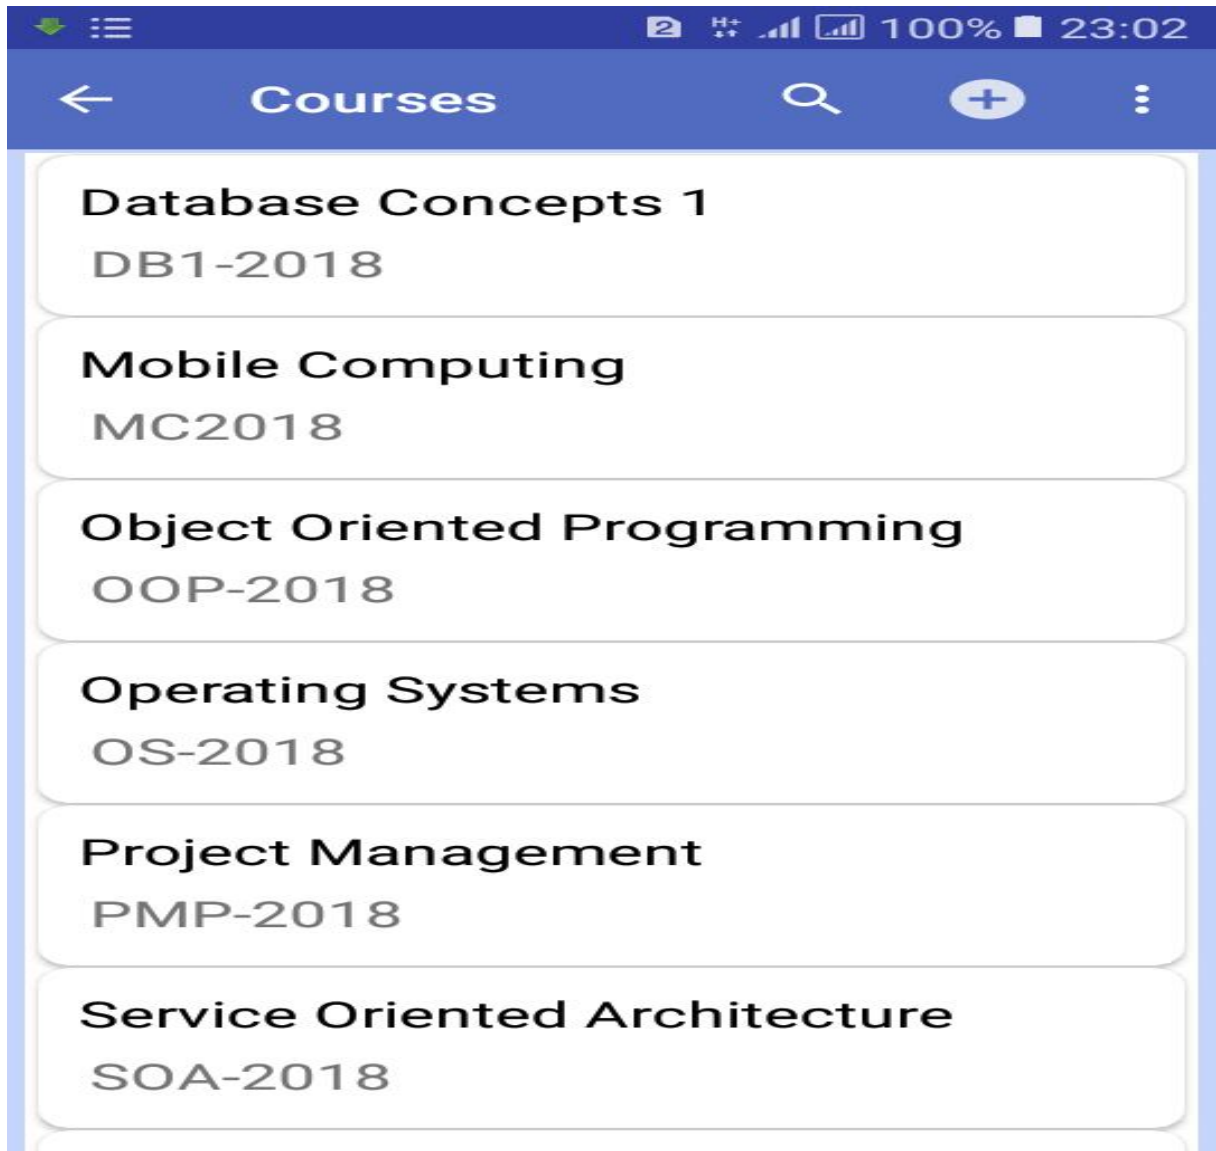 2 H+ 100% 23:02
Courses
Database Concepts 1
DB1-2018
Mobile Computing
MC2018
Object Oriented Programming
OOP-2018
Operating Systems
OS-2018
Project Management
PMP-2018
Service Oriented Architecture
SOA-2018